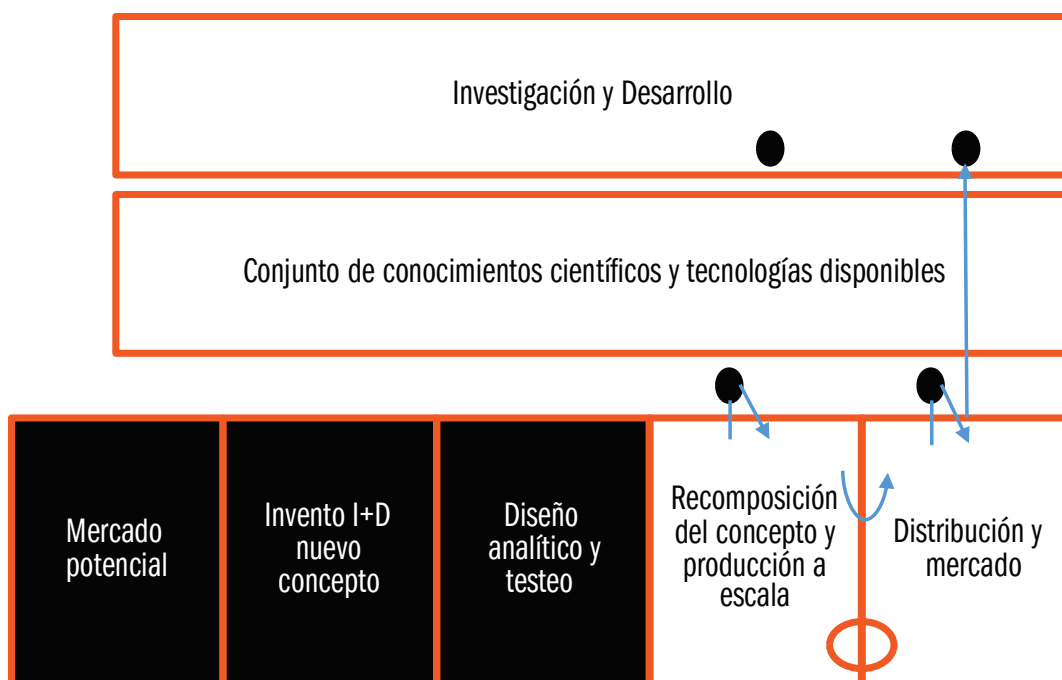 Investigación y Desarrollo
Conjunto de conocimientos científicos y tecnologías disponibles
Mercado
potencial
Invento I+D
nuevo
concepto
Diseño
analítico y
testeo
Recomposición
del concepto y
producción a
escala
Distribución y
mercado